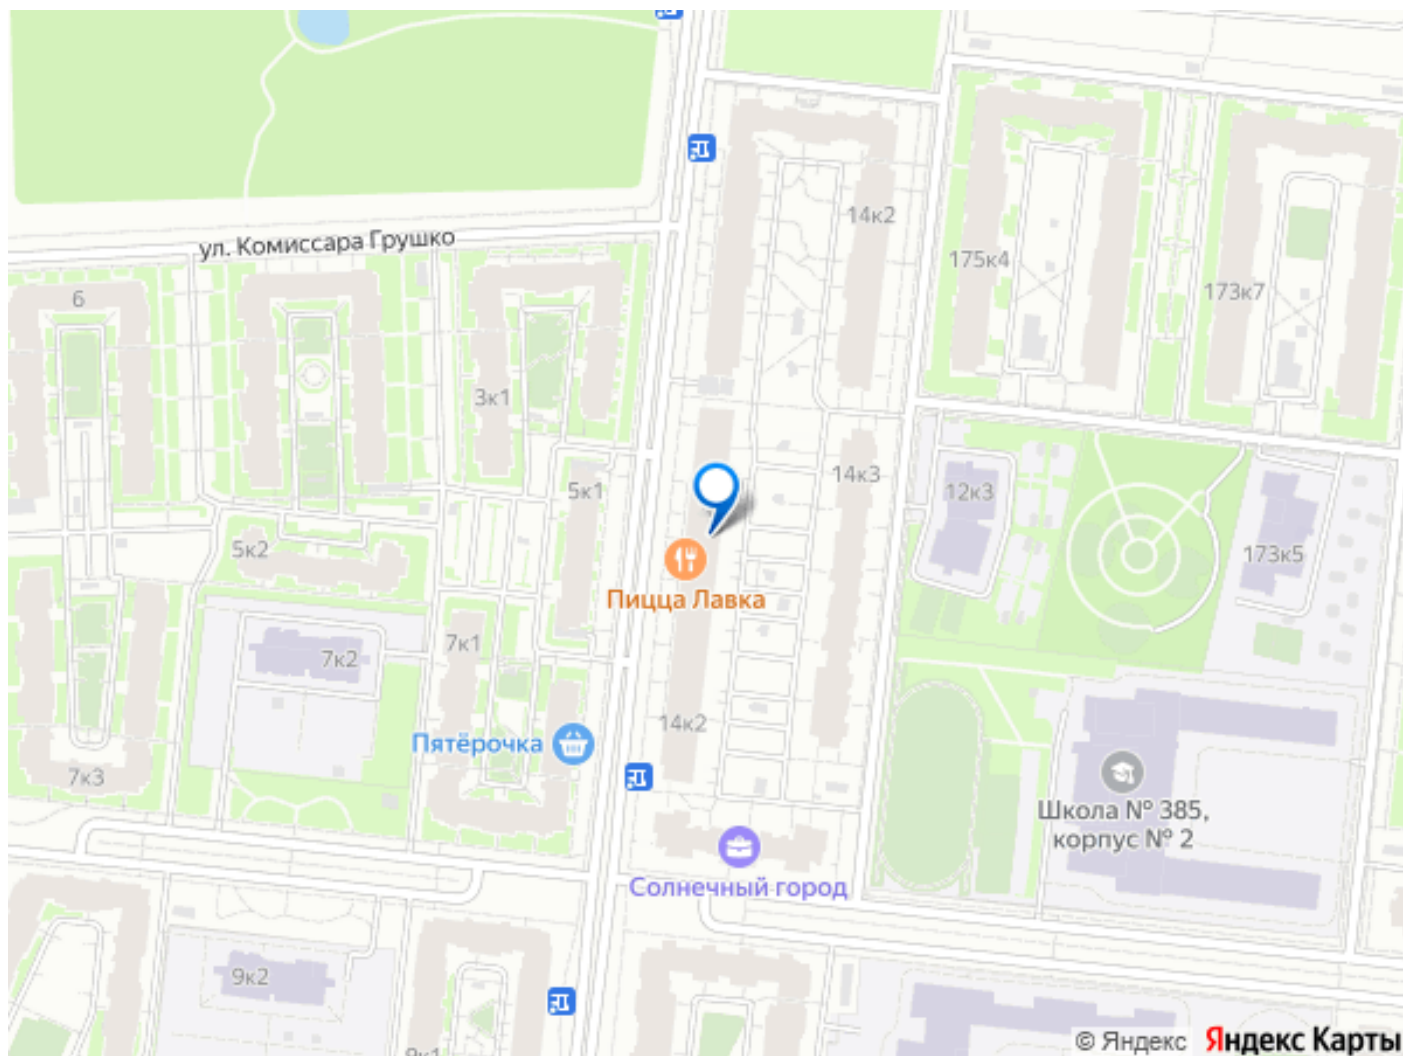 14к2
ул. Комиссара Грушко
175к4
173к7
6
3к1
14к3
5к1
12к3
5к2
173к5
Пицца Лавка
7к1
7к2
14к2
Пятёрочка
7к3
Школа № 385,
корпус № 2
Солнечный город
9к2
9к1
© Яндекс Яндекс Карты